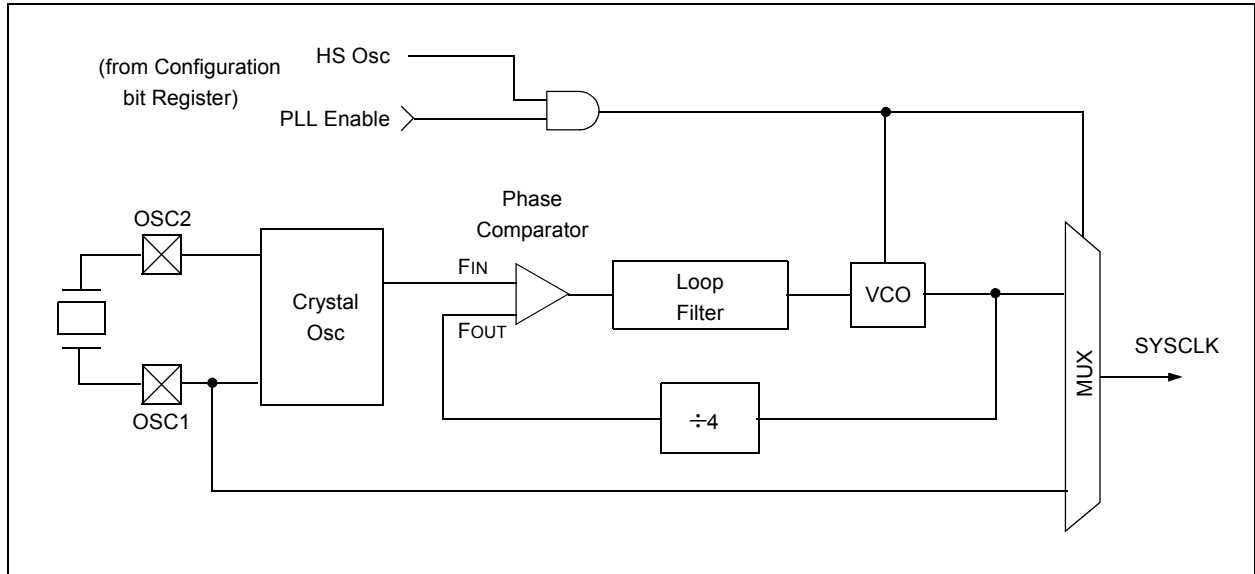 HS Osc
(from Configuration
bit Register)
PLL Enable
Phase
Comparator
OSC2
Crystal
Osc
FIN
FOUT
Loop
Filter
VCO
SYSCLK
MUX
OSC1
÷4